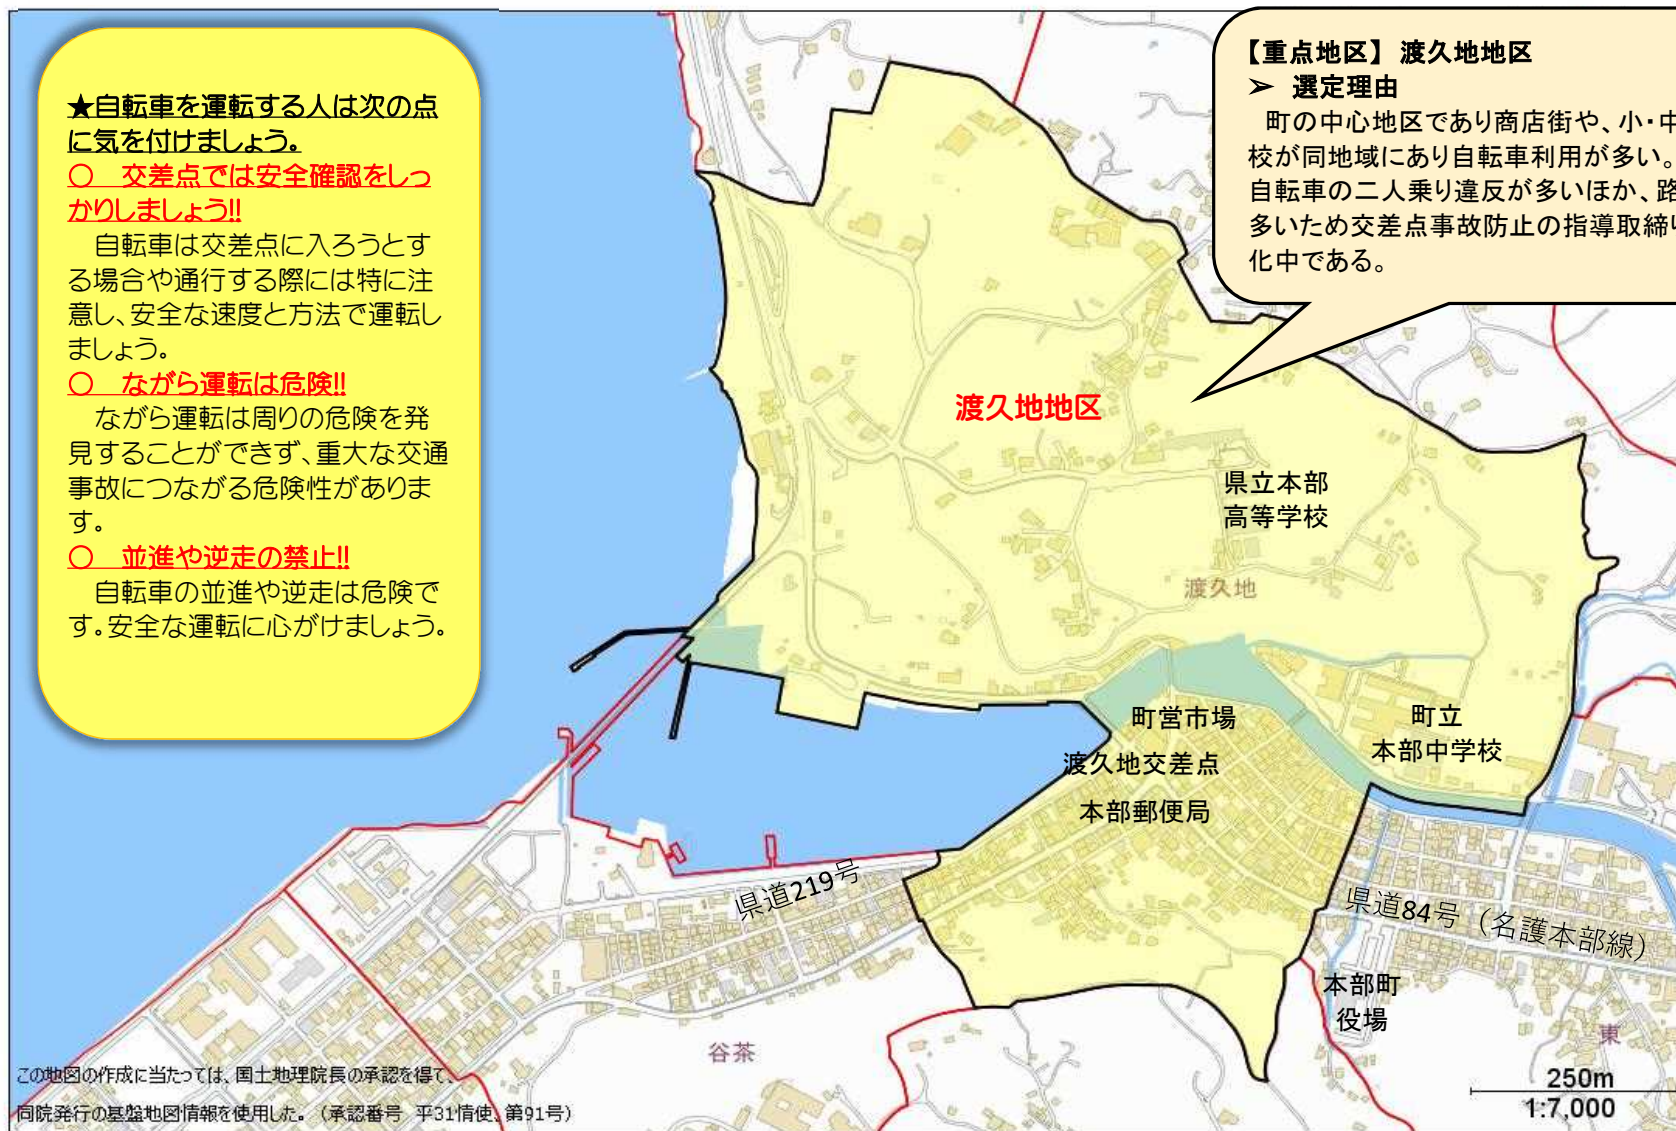 ★自転車を運転する人は次の点
に気を付けましょう。
○　交差点では安全確認をしっ
かりしましょう!!
　自転車は交差点に入ろうとす
る場合や通行する際には特に注
意し、安全な速度と方法で運転し
ましょう。
○　ながら運転は危険!!
　ながら運転は周りの危険を発
見することができず、重大な交通
事故につながる危険性がありま
す。
○　並進や逆走の禁止!!
　自転車の並進や逆走は危険で
す。安全な運転に心がけましょう。
【重点地区】 渡久地地区
➢ 選定理由
　町の中心地区であり商店街や、小・中
校が同地域にあり自転車利用が多い。
自転車の二人乗り違反が多いほか、路
多いため交差点事故防止の指導取締り
化中である。
渡久地地区
県立本部
高等学校
渡久地
町営市場
渡久地交差点
本部郵便局
町立
本部中学校
県道219号
県道84号（名護本部線）
本部町
役場
谷茶
東
この地図の作成に当たっては、国土地理院長の承認を得て、
同院発行の基盤地図情報を使用した。（承認番号 平31情使、第91号）
250m
1:7,000